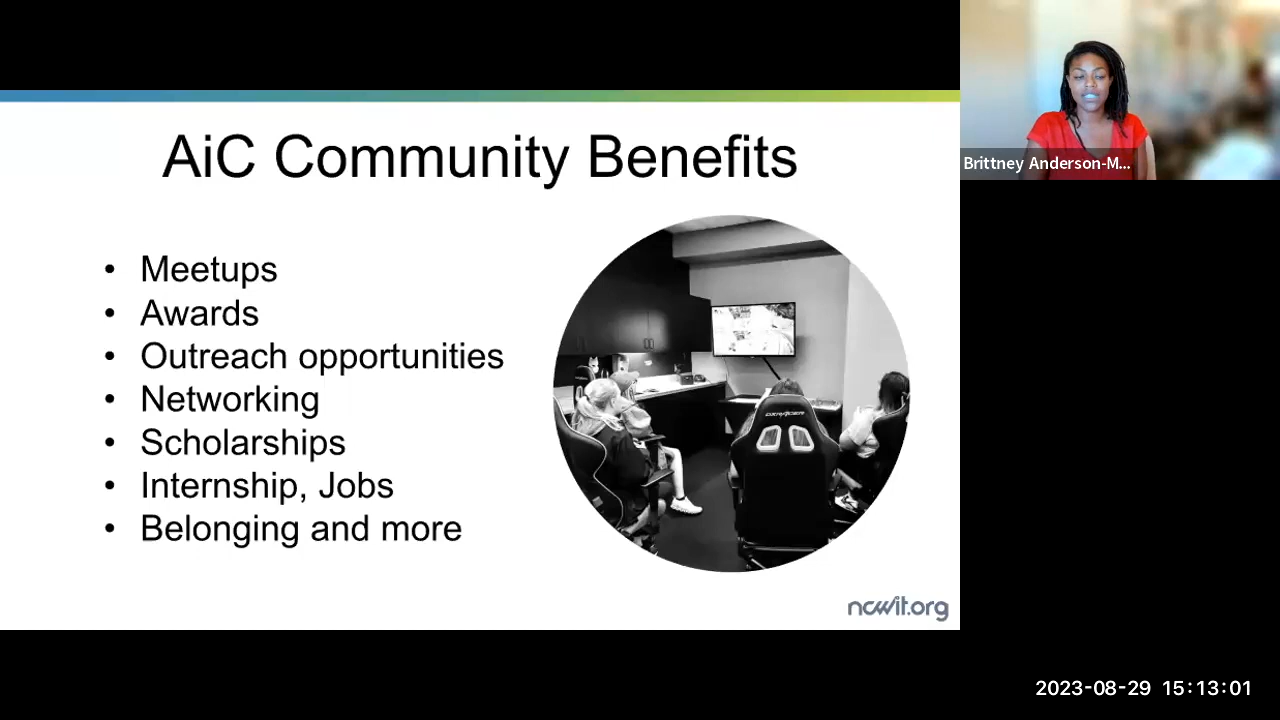 AiC Community Benefits
• Meetups
• Awards
• Outreach opportunities
• Networking
• Scholarships
• Internship, Jobs
• Belonging and more
DXRACER
ncwit.org
Brittney Anderson-M...
2023-08-29 15:13:01